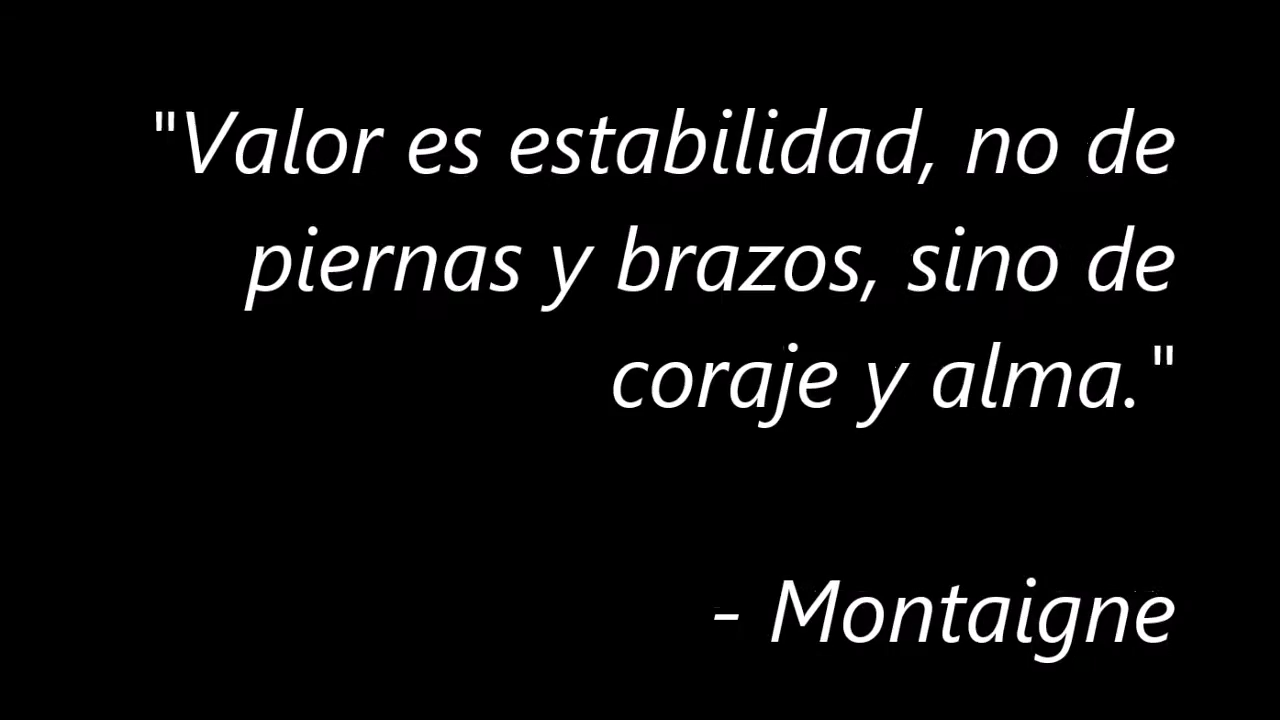 "Valor es estabilidad, no de
piernas y brazos, sino de
coraje y alma."
- Montaigne